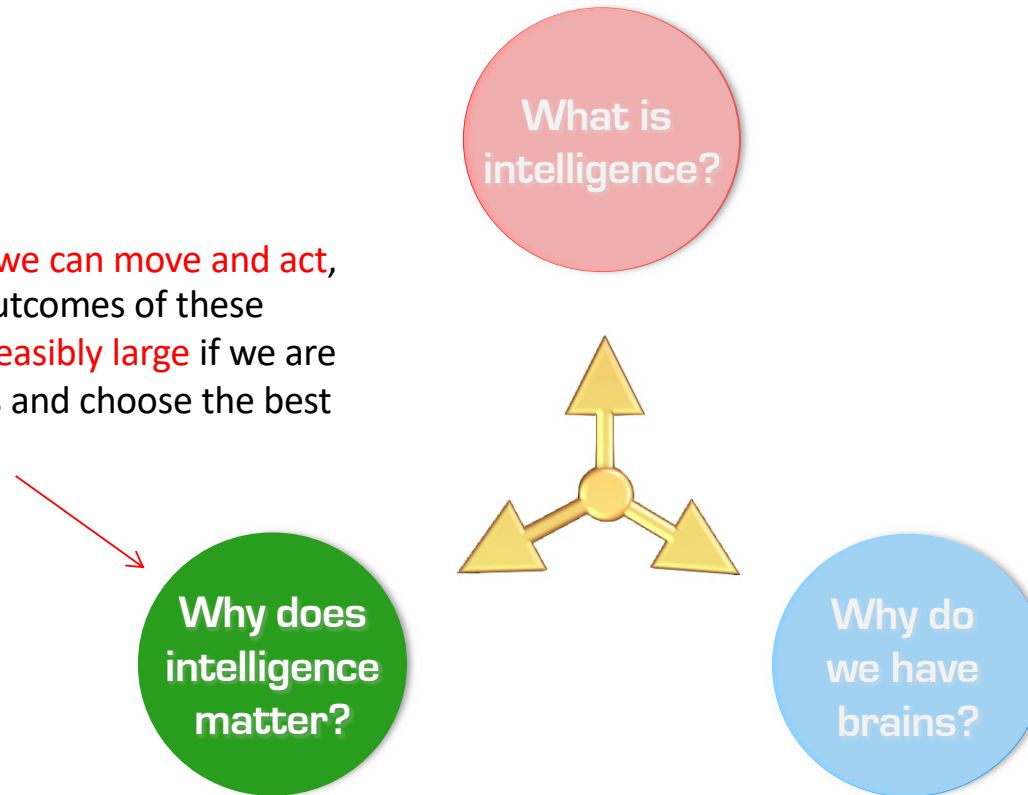 What is
intelligence?
we can move and act,
utcomes of these
easibly large if we are
and choose the best
Why does
intelligence
matter?
Why do
we have
brains?